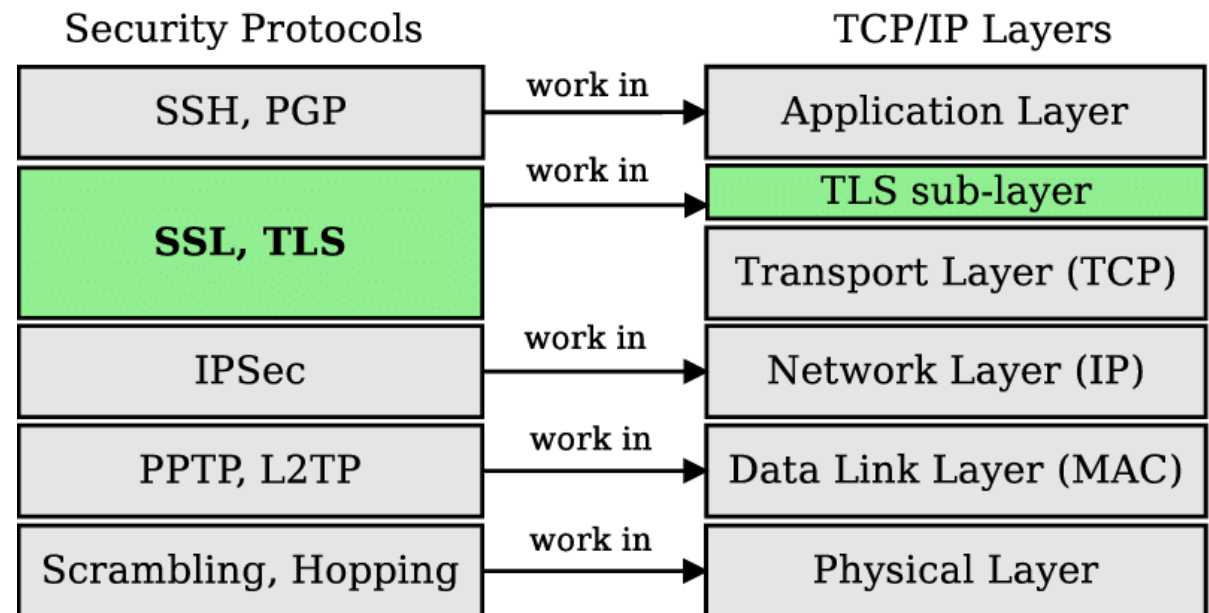 Security Protocols
TCP/IP Layers
SSH, PGP
work in
Application Layer
SSL, TLS
work in
TLS sub-layer
Transport Layer (TCP)
IPSec
work in
Network Layer (IP)
PPTP, L2TP
work in
Data Link Layer (MAC)
Scrambling, Hopping
work in
Physical Layer